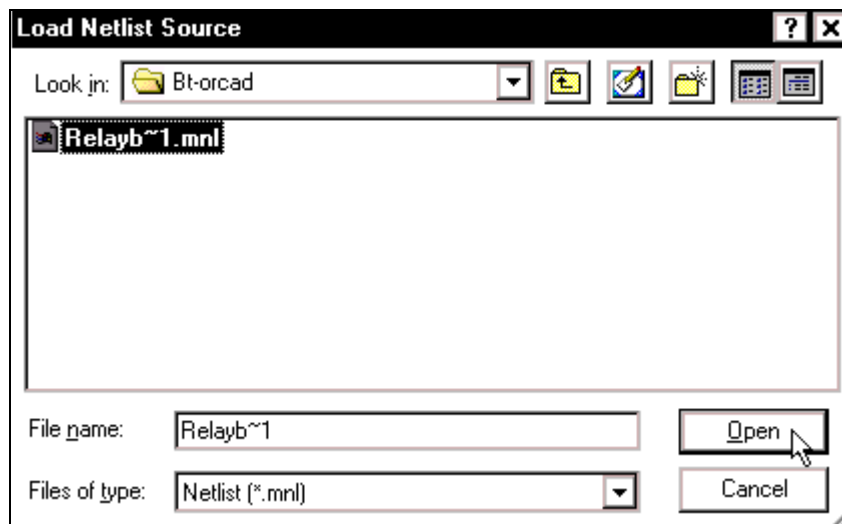 Load Netlist Source
Look in: Bt-orcad
Relayb~1.mnl
File name: Relayb~1 Open
Files of type: Netlist (*.mnl) Cancel